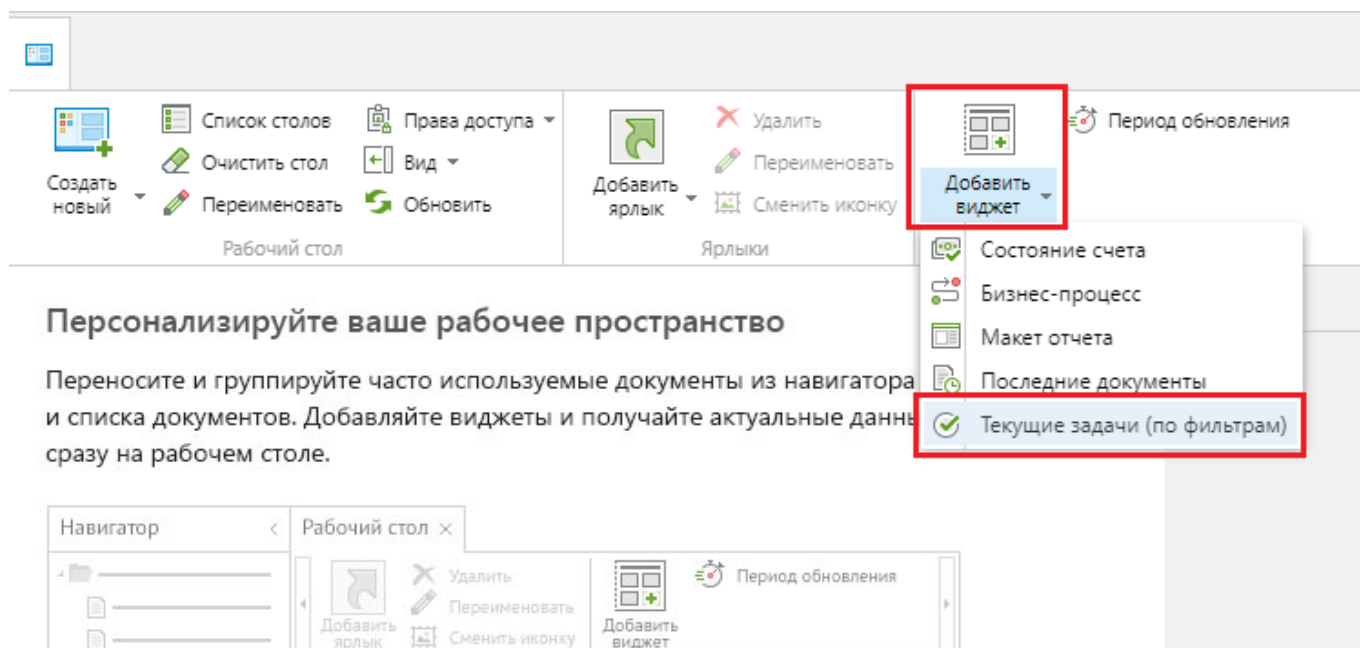 Создать
новый
Список столов
Очистить стол
Переименовать
Права доступа
Вид
Обновить
Рабочий стол
Добавить
ярлык
Удалить
Переименовать
Сменить иконку
Ярлыки
Добавить
виджет
Период обновления
Состояние счета
Бизнес-процесс
Макет отчета
Последние документы
Текущие задачи (по фильтрам)
Персонализируйте ваше рабочее пространство
Переносите и группируйте часто используемые документы из навигатора
и списка документов. Добавляйте виджеты и получайте актуальные данн
сразу на рабочем столе.
Навигатор
Рабочий стол
Добавить
ярлык
Удалить
Переименовать
Сменить иконку
Добавить
виджет
Период обновления